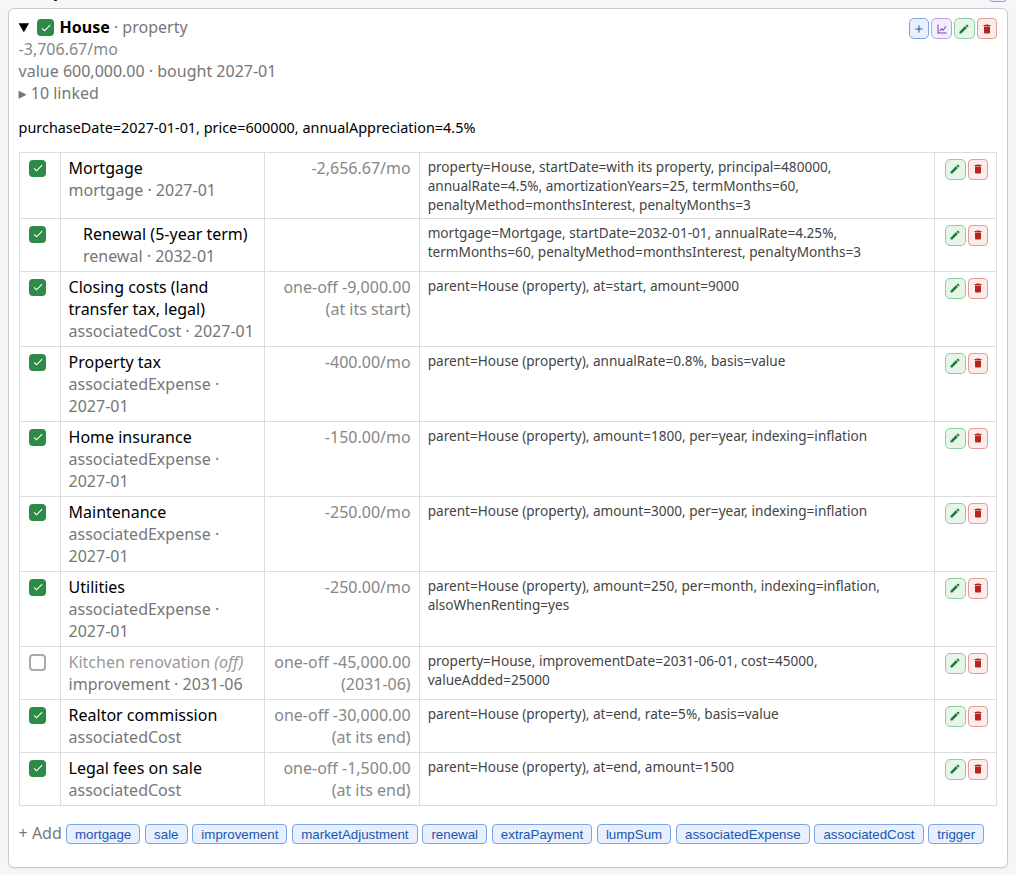 ▼ House · property
-3,706.67/mo
value 600,000.00 · bought 2027-01
▸ 10 linked
purchaseDate=2027-01-01, price=600000, annualAppreciation=4.5%
Mortgage
mortgage · 2027-01
-2,656.67/mo
property=House, startDate=with its property, principal=480000,
annualRate=4.5%, amortizationYears=25, termMonths=60,
penaltyMethod=monthsInterest, penaltyMonths=3
Renewal (5-year term)
renewal · 2032-01
mortgage=Mortgage, startDate=2032-01-01, annualRate=4.25%,
termMonths=60, penaltyMethod=monthsInterest, penaltyMonths=3
Closing costs (land
transfer tax, legal)
associatedCost · 2027-01
one-off -9,000.00
(at its start)
parent=House (property), at=start, amount=9000
Property tax
associatedExpense ·
2027-01
-400.00/mo
parent=House (property), annualRate=0.8%, basis=value
Home insurance
associatedExpense ·
2027-01
-150.00/mo
parent=House (property), amount=1800, per=year, indexing=inflation
Maintenance
associatedExpense ·
2027-01
-250.00/mo
parent=House (property), amount=3000, per=year, indexing=inflation
Utilities
associatedExpense ·
2027-01
-250.00/mo
parent=House (property), amount=250, per=month, indexing=inflation,
alsoWhenRenting=yes
Kitchen renovation (off)
improvement · 2031-06
one-off -45,000.00
(2031-06)
property=House, improvementDate=2031-06-01, cost=45000,
valueAdded=25000
Realtor commission
associatedCost
one-off -30,000.00
(at its end)
parent=House (property), at=end, rate=5%, basis=value
Legal fees on sale
associatedCost
one-off -1,500.00
(at its end)
parent=House (property), at=end, amount=1500
+ Add mortgage sale improvement marketAdjustment renewal extraPayment lumpSum associatedExpense associatedCost trigger